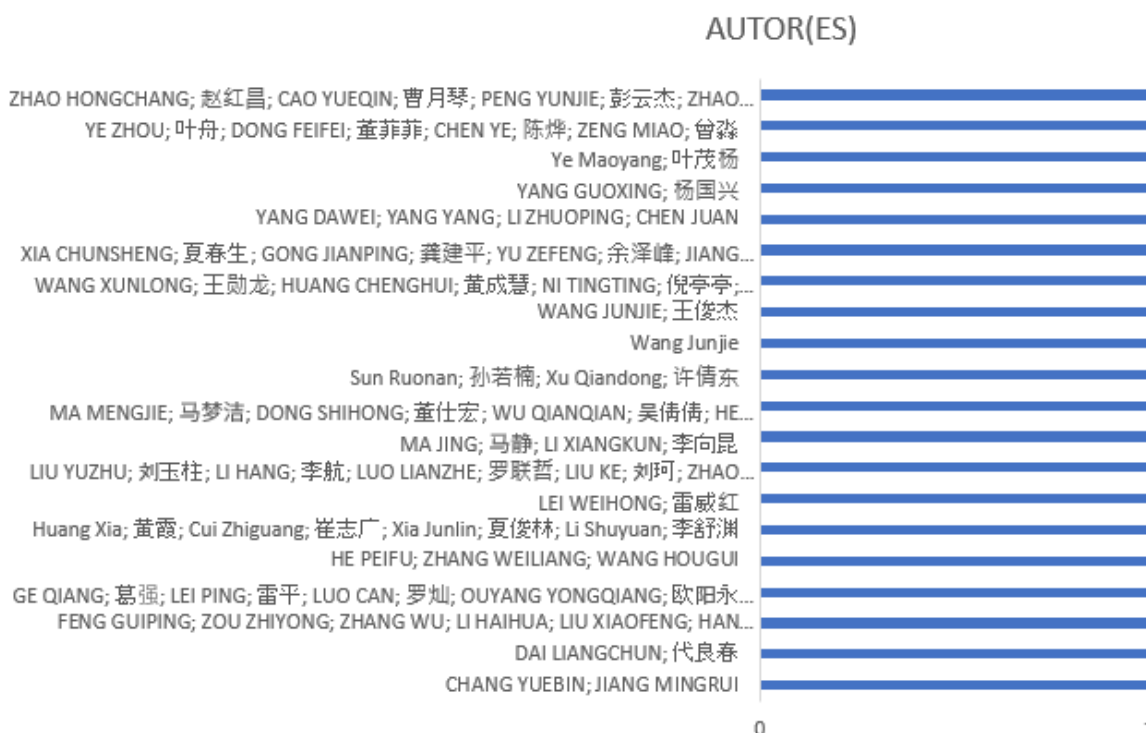 AUTOR(ES)
ZHAO HONGCHANG; 赵红昌; CAO YUEQIN; 曹月琴; PENG YUNJIE; 彭云杰; ZHAO...
YE ZHOU; 叶舟; DONG FEIFEI; 董菲菲; CHEN YE; 陈烨; ZENG MIAO; 曾淼
Ye Maoyang; 叶茂杨
YANG GUOXING; 杨国兴
YANG DAWEI; YANG YANG; LI ZHUOPING; CHEN JUAN
XIA CHUNSHENG; 夏春生; GONG JIANPING; 龚建平; YU ZEFENG; 余泽峰; JIANG...
WANG XUNLONG; 王勋龙; HUANG CHENGHUI; 黄成慧; NI TINGTING; 倪亭亭;...
WANG JUNJIE; 王俊杰
Wang Junjie
Sun Ruonan; 孙若楠; Xu Qiandong; 许倩东
MA MENGJIE; 马梦洁; DONG SHIHONG; 董仕宏; WU QIANQIAN; 吴倩倩; HE...
MA JING; 马静; LI XIANGKUN; 李向昆
LIU YUZHU; 刘玉柱; LI HANG; 李航; LUO LIANZHE; 罗联哲; LIU KE; 刘珂; ZHAO...
LEI WEIHONG; 雷威红
Huang Xia; 黄霞; Cui Zhiguang; 崔志广; Xia Junlin; 夏俊林; Li Shuyuan; 李舒渊
HE PEIFU; ZHANG WEILIANG; WANG HOUGUI
GE QIANG; 葛强; LEI PING; 雷平; LUO CAN; 罗灿; OUYANG YONGQIANG; 欧阳永...
FENG GUIPING; ZOU ZHIYONG; ZHANG WU; LI HAIHUA; LIU XIAOFENG; HAN...
DAI LIANGCHUN; 代良春
CHANG YUEBIN; JIANG MINGRUI
0